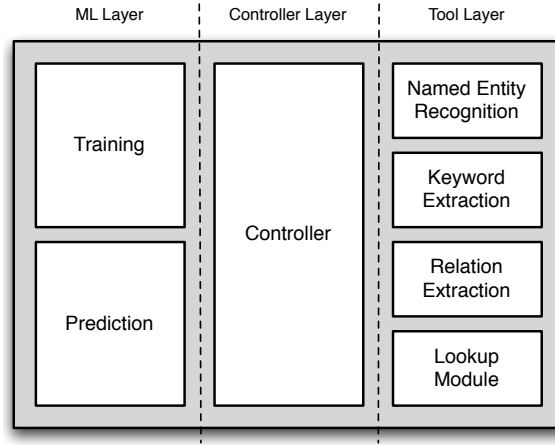 ML Layer
Controller Layer
Tool Layer
Training
Prediction
Controller
Named Entity
Recognition
Keyword
Extraction
Relation
Extraction
Lookup
Module